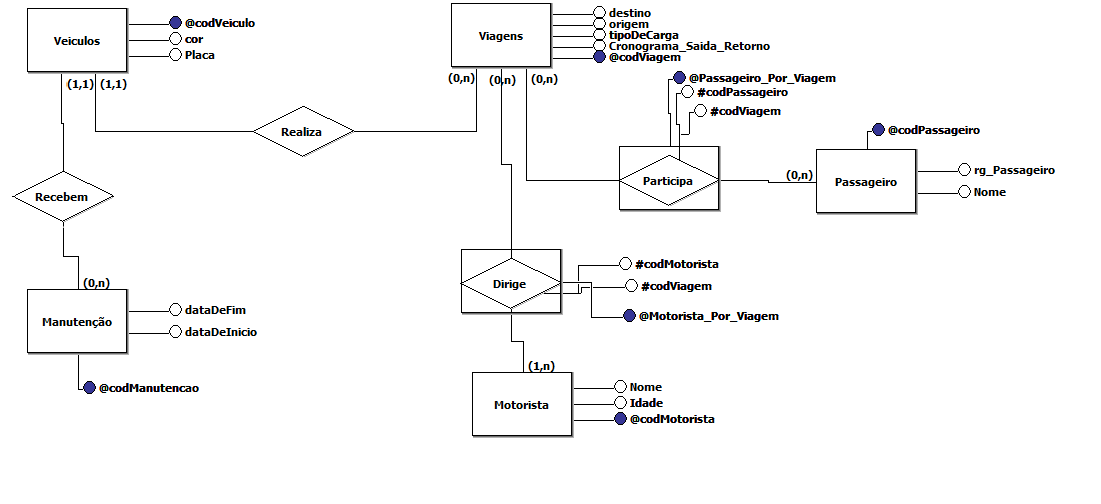 Veiculos
@codVeiculo
cor
Placa
(1,1)
(1,1)
Viagens
destino
origem
tipoDeCarga
Cronograma_Saida_Retorno
@codViagem
(0,n)
(0,n)
(0,n)
Realiza
@Passageiro_Por_Viagem
#codPassageiro
#codViagem
Participa
(0,n)
Passageiro
@codPassageiro
rg_Passageiro
Nome
Recebem
(0,n)
Manutenção
dataDeFim
dataDeInicio
@codManutencao
Dirige
#codMotorista
#codViagem
@Motorista_Por_Viagem
(1,n)
Motorista
Nome
Idade
@codMotorista